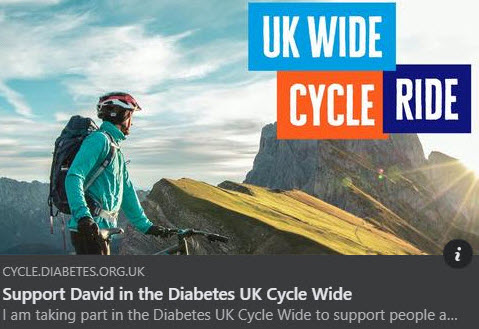 UK WIDE
CYCLE RIDE
CYCLE.DIABETES.ORG.UK
i
Support David in the Diabetes UK Cycle Wide
I am taking part in the Diabetes UK Cycle Wide to support people a...